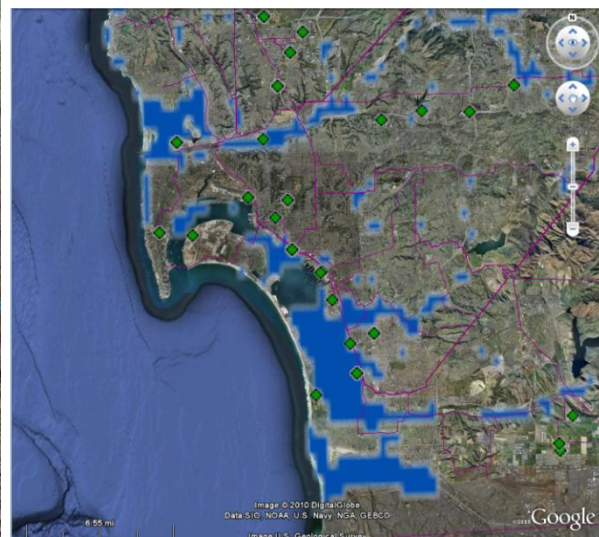 N
6.55 mi
Image © 2010 DigitalGlobe
Data SIO, NOAA, U.S. Navy, NGA, GEBCO
Image U.S. Geological Survey
Google